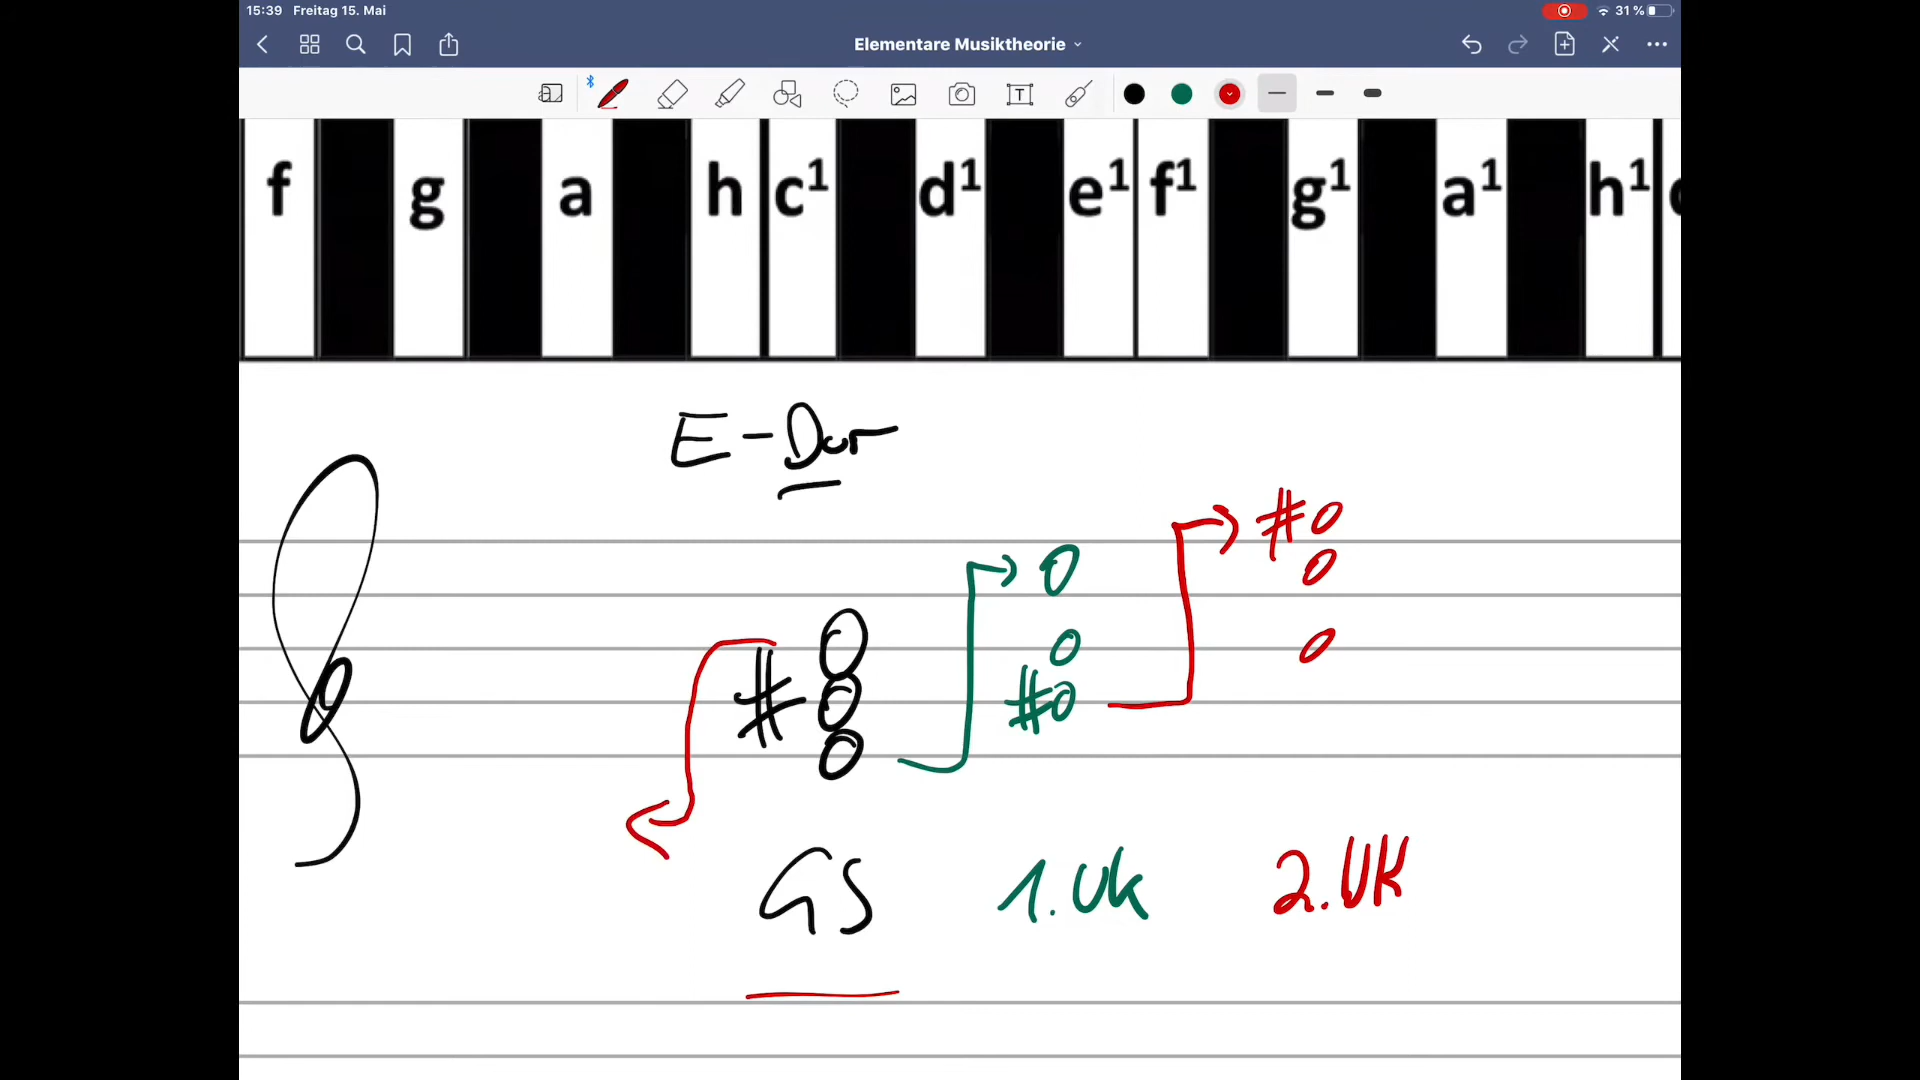 15:39 Freitag 15. Mai 31 %
Elementare Musiktheorie
T
f g a h c¹ d¹ e¹ f¹ g¹ a¹ h¹
E-Dur
GS 1. UK 2. UK